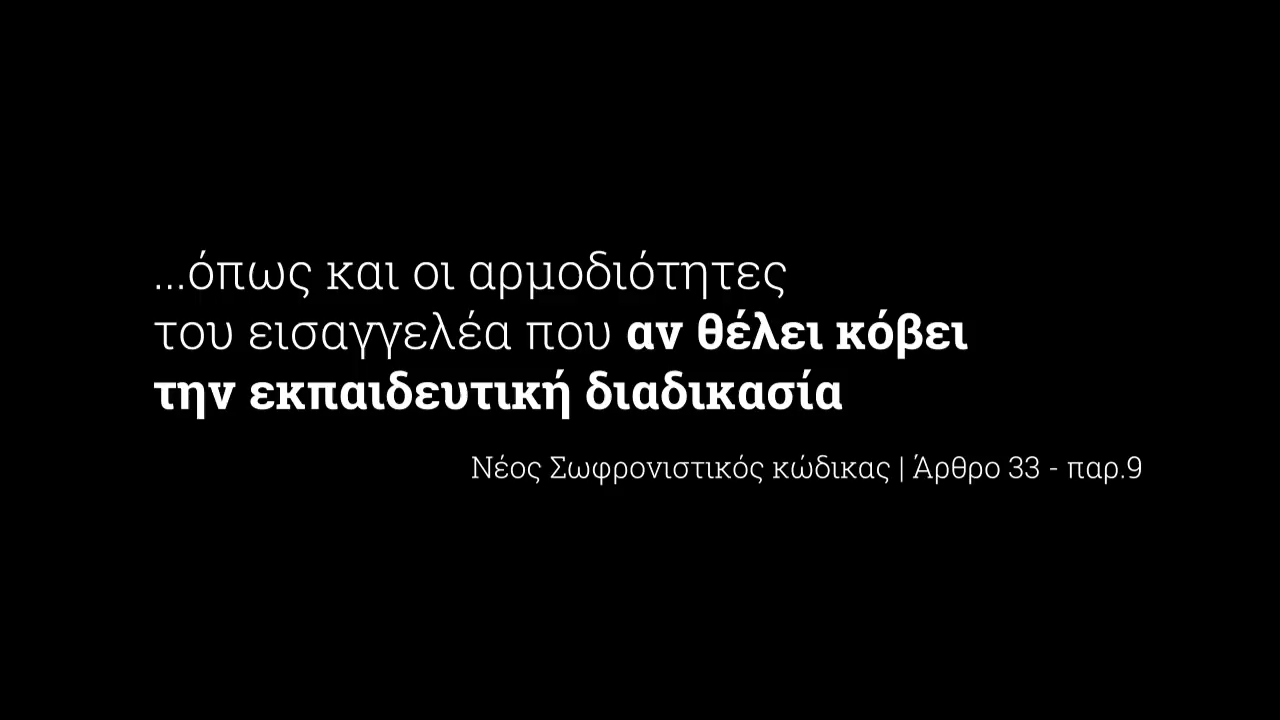 ...όπως και οι αρμοδιότητες
του εισαγγελέα που αν θέλει κόβει
την εκπαιδευτική διαδικασία
Νέος Σωφρονιστικός κώδικας | Άρθρο 33 - παρ.9